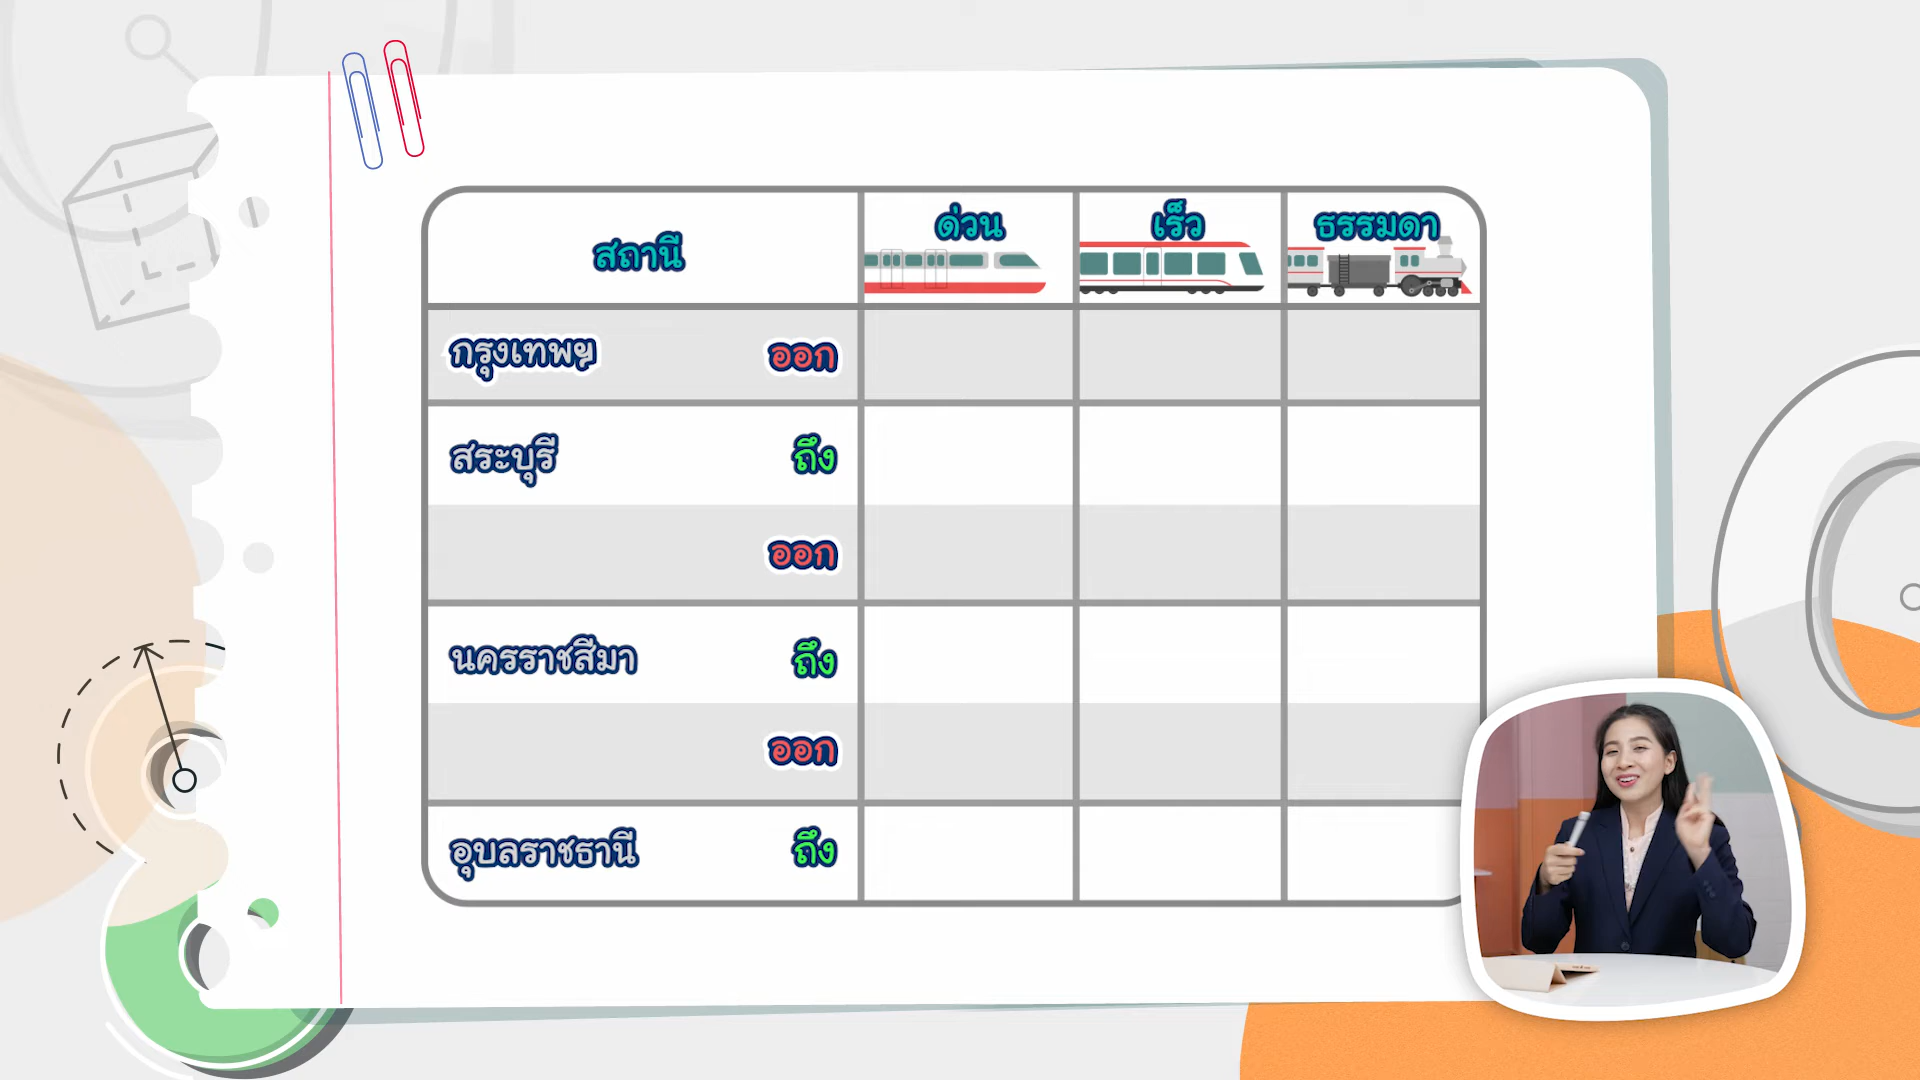 สถานี ด่วน เร็ว ธรรมดา
กรุงเทพฯ ออก
สระบุรี ถึง
ออก
นครราชสีมา ถึง
ออก
อุบลราชธานี ถึง